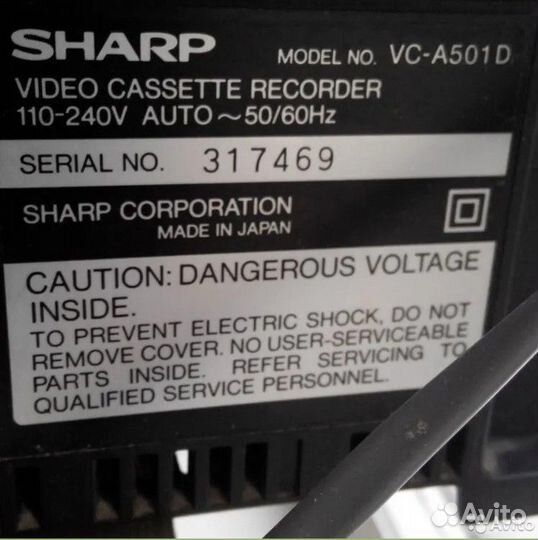 SHARP MODEL NO. VC-A501D
VIDEO CASSETTE RECORDER
110-240V AUTO ~ 50/60Hz
SERIAL NO. 317469
SHARP CORPORATION
MADE IN JAPAN
CAUTION: DANGEROUS VOLTAGE
INSIDE.
TO PREVENT ELECTRIC SHOCK, DO NOT
REMOVE COVER. NO USER-SERVICEABLE
PARTS INSIDE. REFER SERVICING TO
QUALIFIED SERVICE PERSONNEL.
Avito
Avito